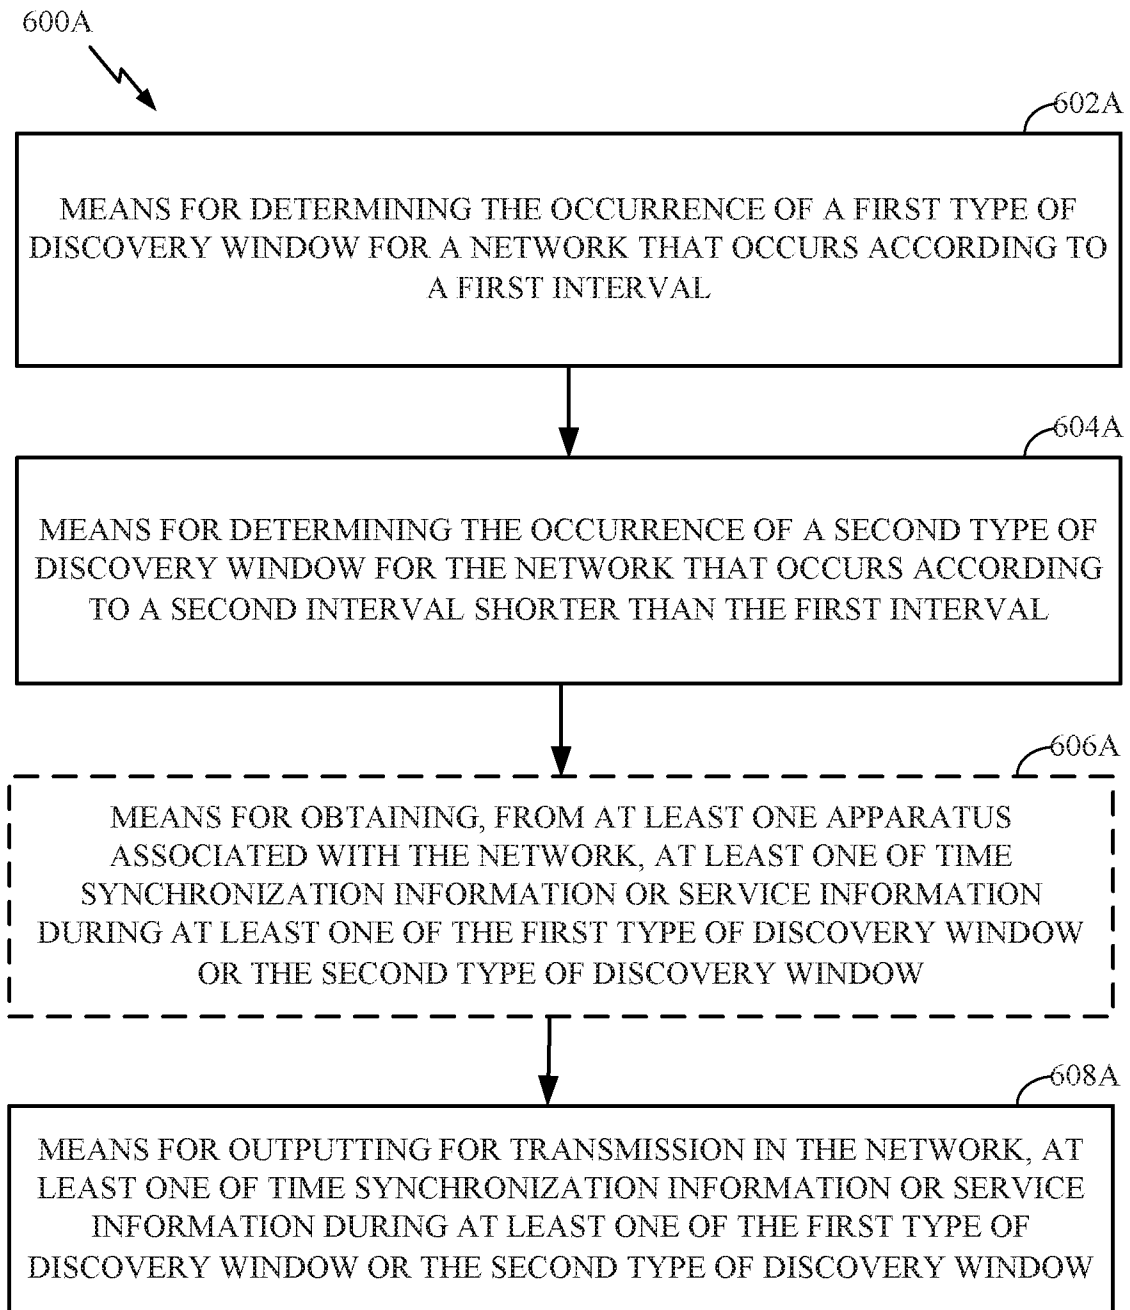 600A
602A
MEANS FOR DETERMINING THE OCCURRENCE OF A FIRST TYPE OF
DISCOVERY WINDOW FOR A NETWORK THAT OCCURS ACCORDING TO
A FIRST INTERVAL
604A
MEANS FOR DETERMINING THE OCCURRENCE OF A SECOND TYPE OF
DISCOVERY WINDOW FOR THE NETWORK THAT OCCURS ACCORDING
TO A SECOND INTERVAL SHORTER THAN THE FIRST INTERVAL
606A
MEANS FOR OBTAINING, FROM AT LEAST ONE APPARATUS
ASSOCIATED WITH THE NETWORK, AT LEAST ONE OF TIME
SYNCHRONIZATION INFORMATION OR SERVICE INFORMATION
DURING AT LEAST ONE OF THE FIRST TYPE OF DISCOVERY WINDOW
OR THE SECOND TYPE OF DISCOVERY WINDOW
608A
MEANS FOR OUTPUTTING FOR TRANSMISSION IN THE NETWORK, AT
LEAST ONE OF TIME SYNCHRONIZATION INFORMATION OR SERVICE
INFORMATION DURING AT LEAST ONE OF THE FIRST TYPE OF
DISCOVERY WINDOW OR THE SECOND TYPE OF DISCOVERY WINDOW